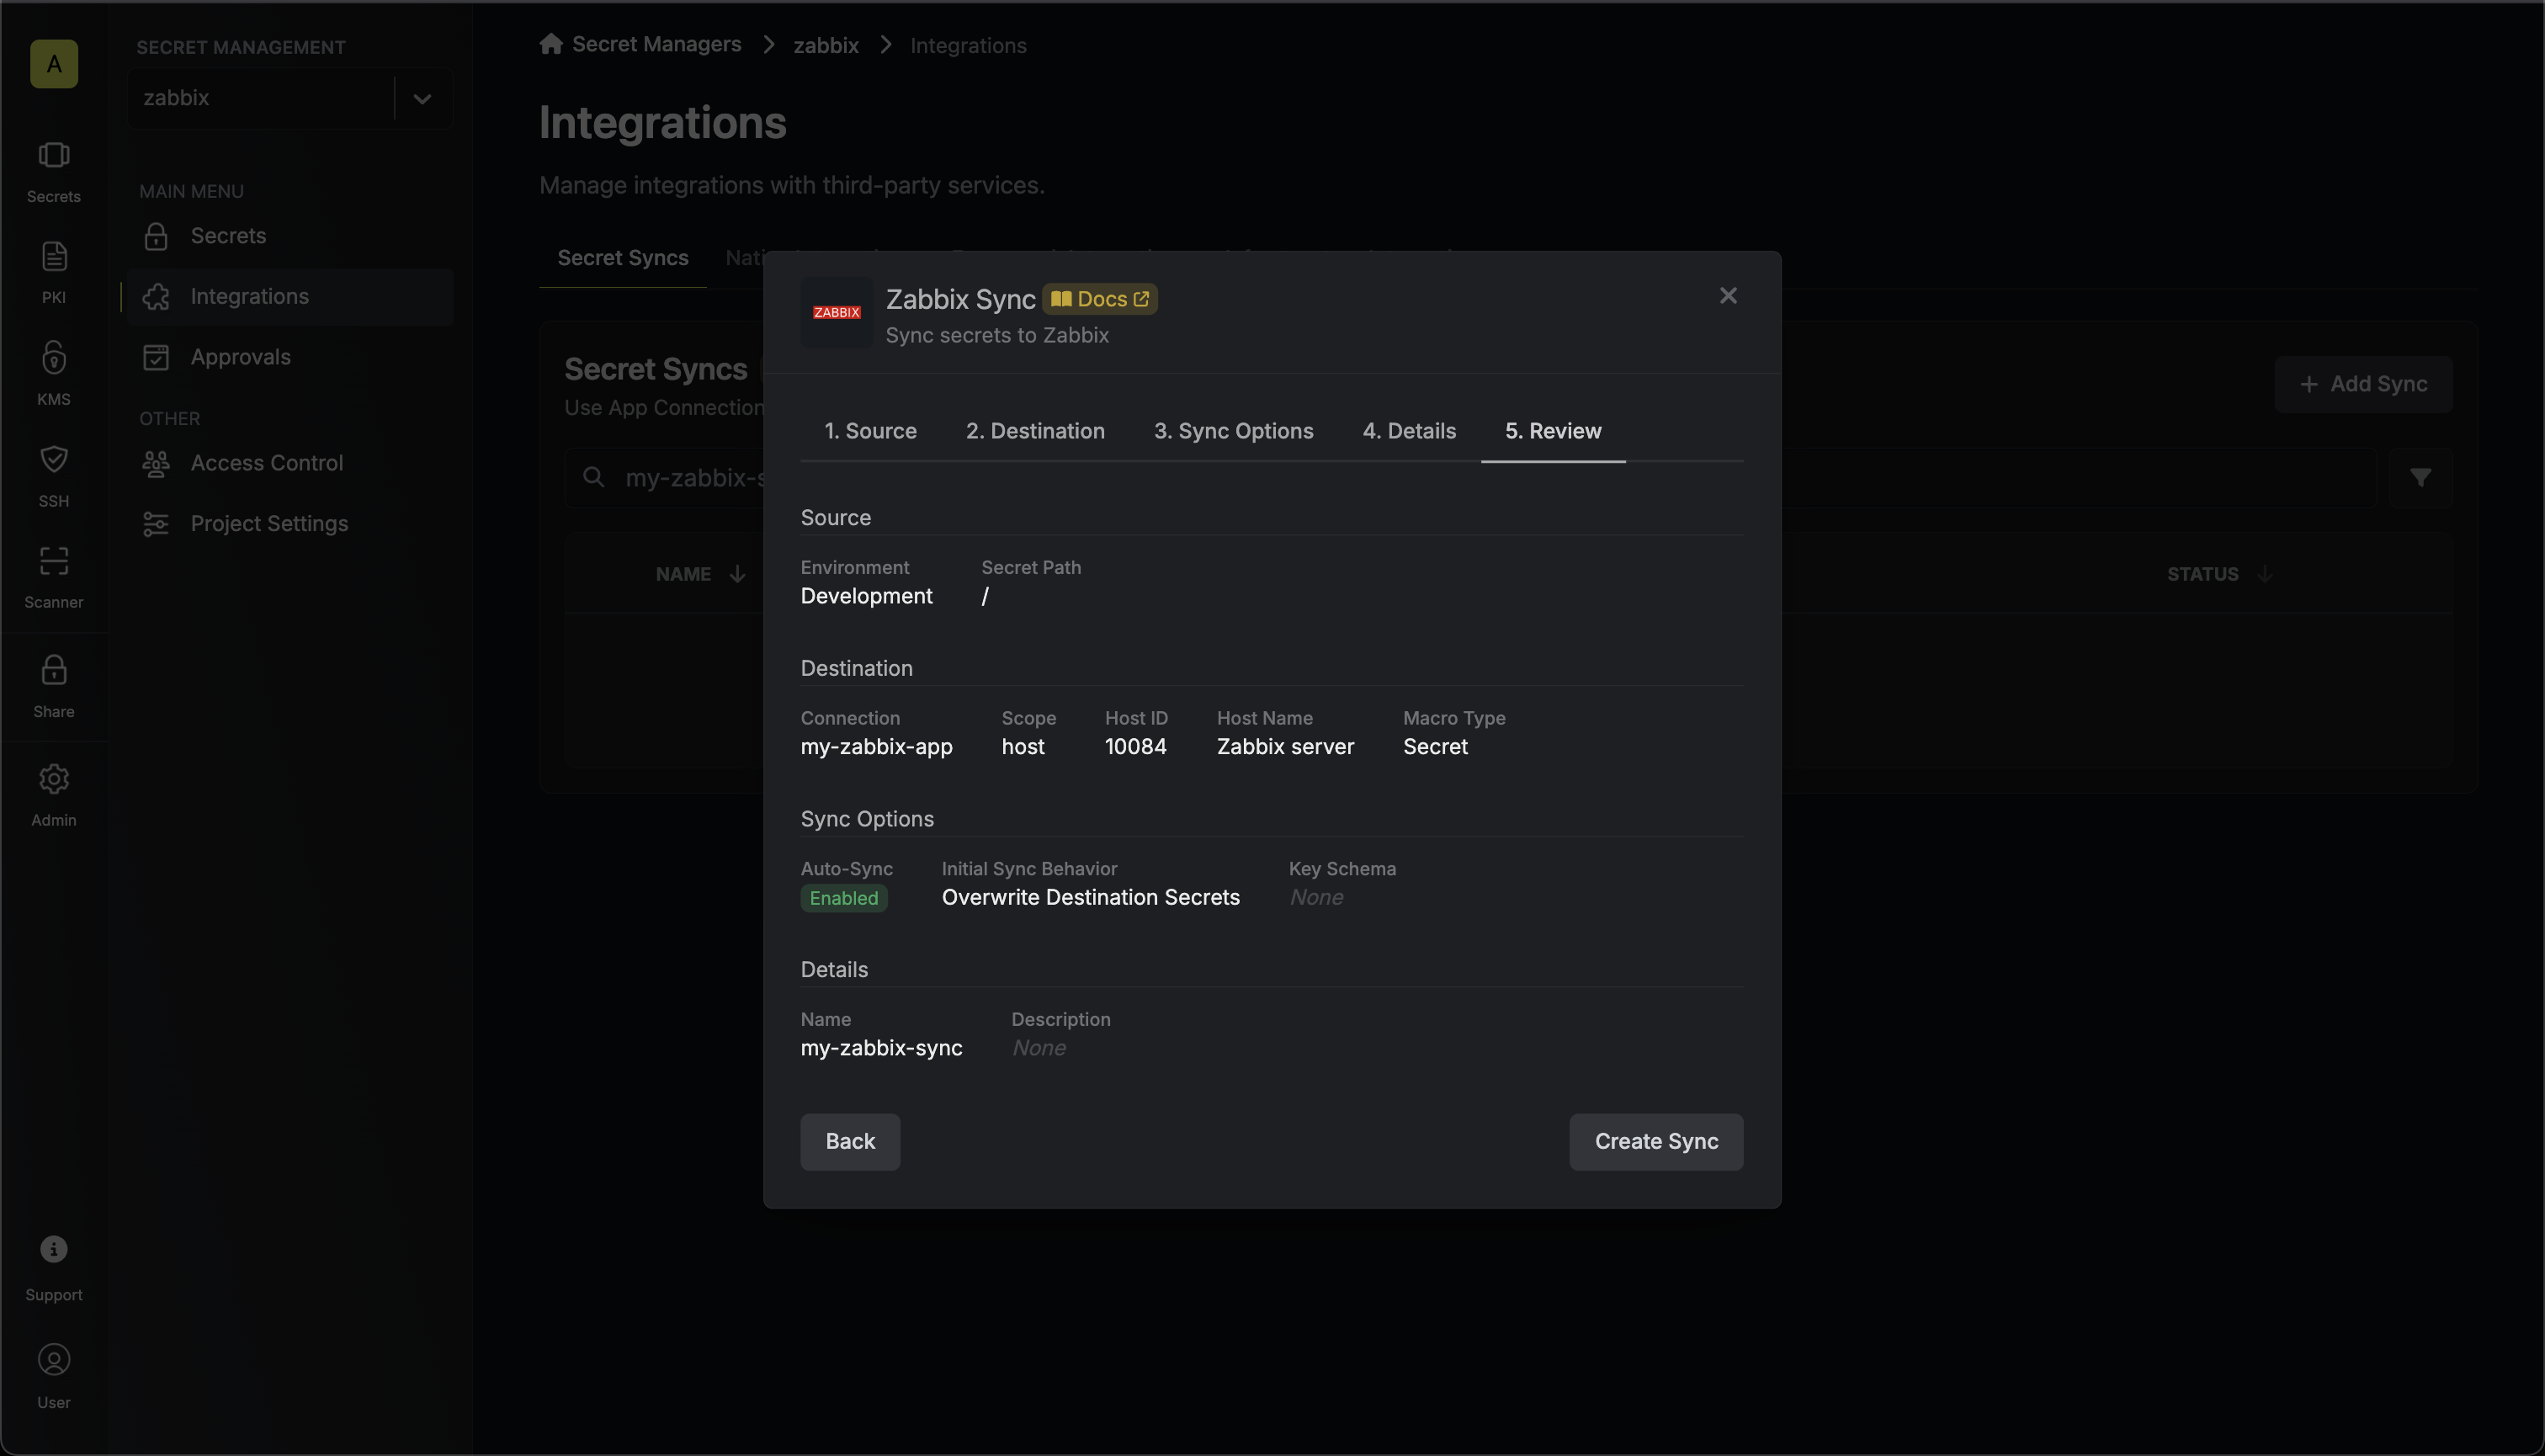 A
Secrets
PKI
KMS
SSH
Scanner
Share
Admin
Support
User
SECRET MANAGEMENT
zabbix
MAIN MENU
Secrets
Integrations
Approvals
OTHER
Access Control
Project Settings
Secret Managers > zabbix > Integrations
Integrations
Manage integrations with third-party services.
Secret Syncs
Secret Syncs
Use App Connection
+ Add Sync
my-zabbix-s
NAME
STATUS
ZABBIX
Zabbix Sync Docs
Sync secrets to Zabbix
1. Source 2. Destination 3. Sync Options 4. Details 5. Review
Source
Environment Secret Path
Development /
Destination
Connection Scope Host ID Host Name Macro Type
my-zabbix-app host 10084 Zabbix server Secret
Sync Options
Auto-Sync Initial Sync Behavior Key Schema
Enabled Overwrite Destination Secrets None
Details
Name Description
my-zabbix-sync None
Back Create Sync